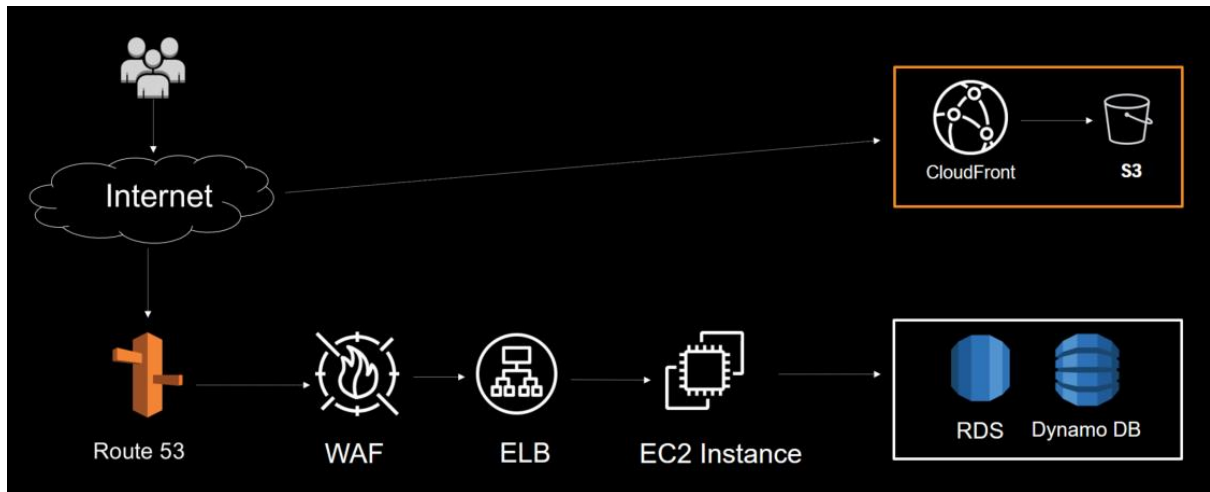 Internet
CloudFront
S3
Route 53
WAF
ELB
EC2 Instance
RDS
Dynamo DB